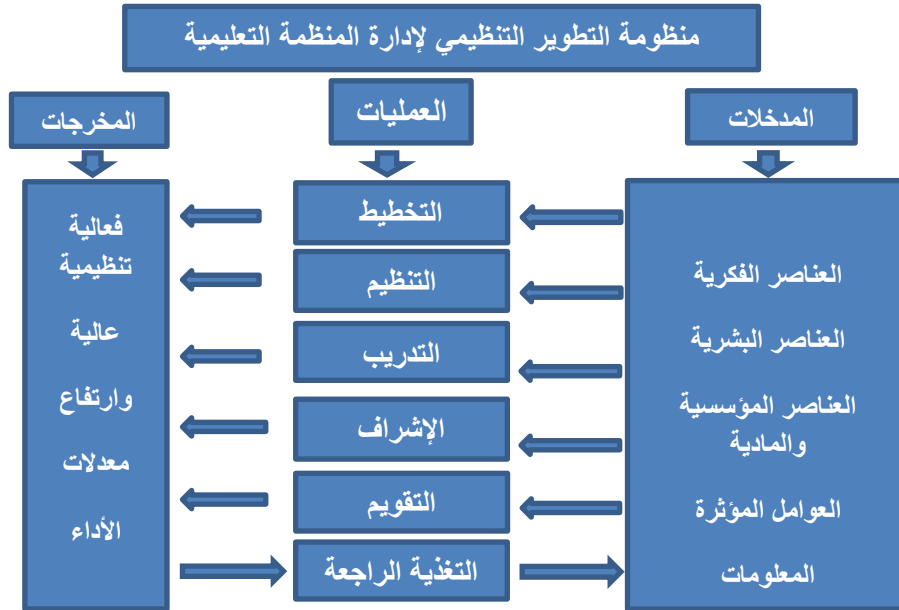 منظومة التطوير التنظيمي لإدارة المنظمة التعليمية
المدخلات
العمليات
المخرجات
العناصر الفكرية
العناصر البشرية
العناصر المؤسسية
والمادية
العوامل المؤثرة
المعلومات
التخطيط
التنظيم
التدريب
الإشراف
التقويم
التغذية الراجعة
فعالية
تنظيمية
عالية
وارتفاع
معدلات
الأداء